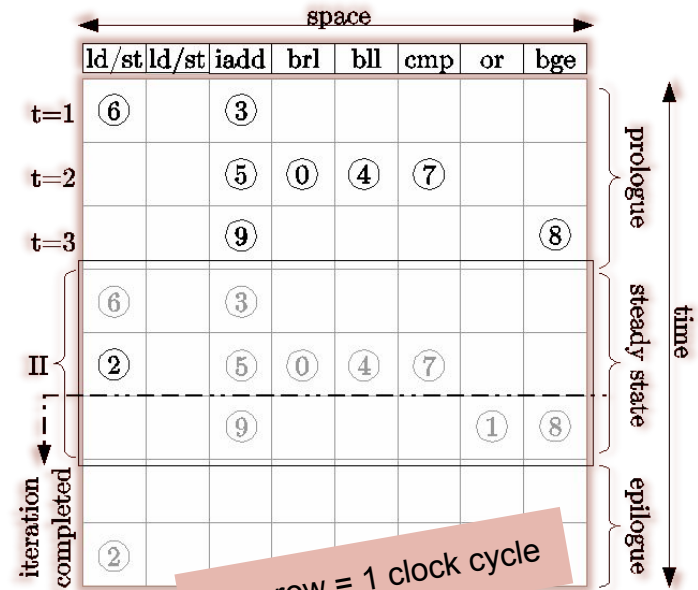 space
ld/st ld/st iadd brl bll cmp or bge
t=1 6 3
t=2 5 0 4 7
t=3 9 8
prologue
6 3
II 2 5 0 4 7
9 1 8
steady state
time
iteration
completed
2
epilogue
row = 1 clock cycle